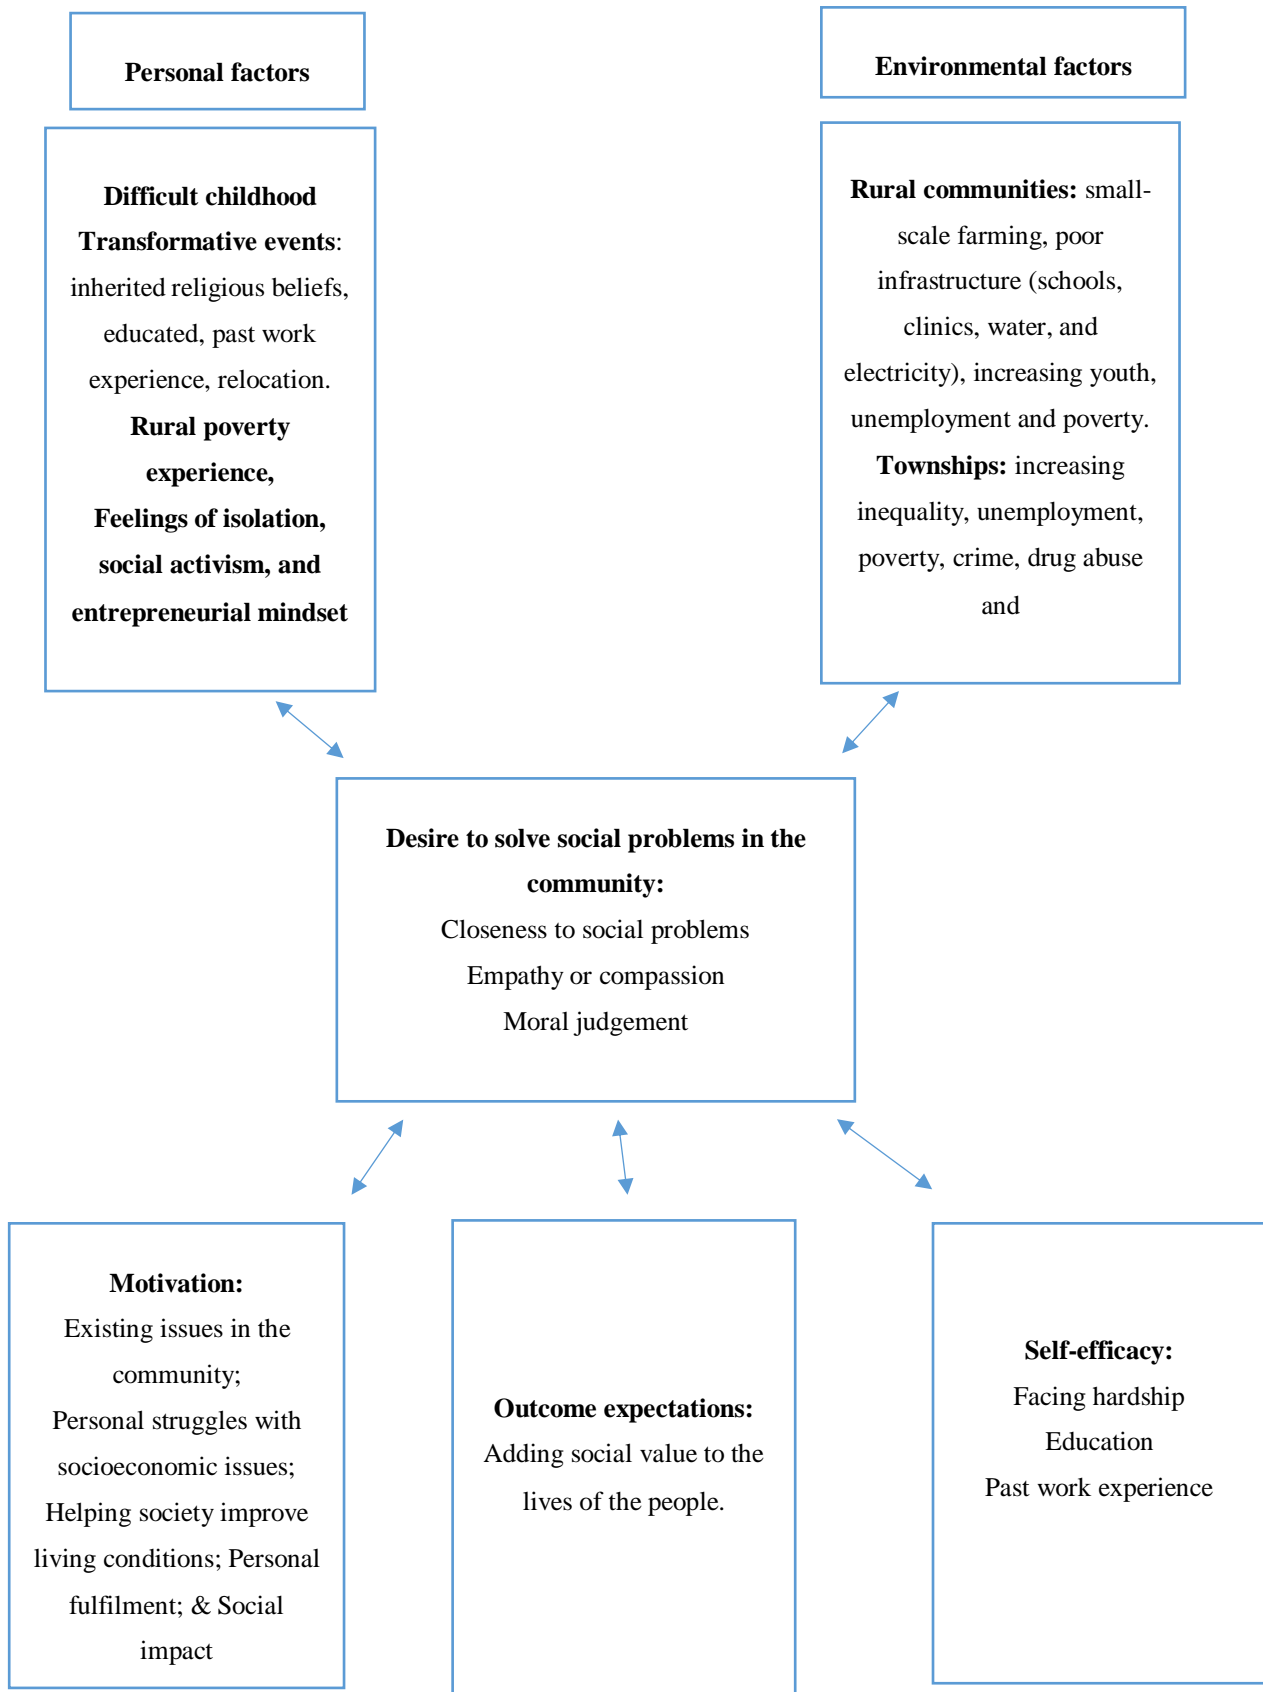 Personal factors
Environmental factors
Difficult childhood
Transformative events:
inherited religious beliefs,
educated, past work
experience, relocation.
Rural poverty
experience,
Feelings of isolation,
social activism, and
entrepreneurial mindset
Rural communities: small-
scale farming, poor
infrastructure (schools,
clinics, water, and
electricity), increasing youth,
unemployment and poverty.
Townships: increasing
inequality, unemployment,
poverty, crime, drug abuse
and
Desire to solve social problems in the
community:
Closeness to social problems
Empathy or compassion
Moral judgement
Motivation:
Existing issues in the
community;
Personal struggles with
socioeconomic issues;
Helping society improve
living conditions; Personal
fulfilment; & Social
impact
Outcome expectations:
Adding social value to the
lives of the people.
Self-efficacy:
Facing hardship
Education
Past work experience